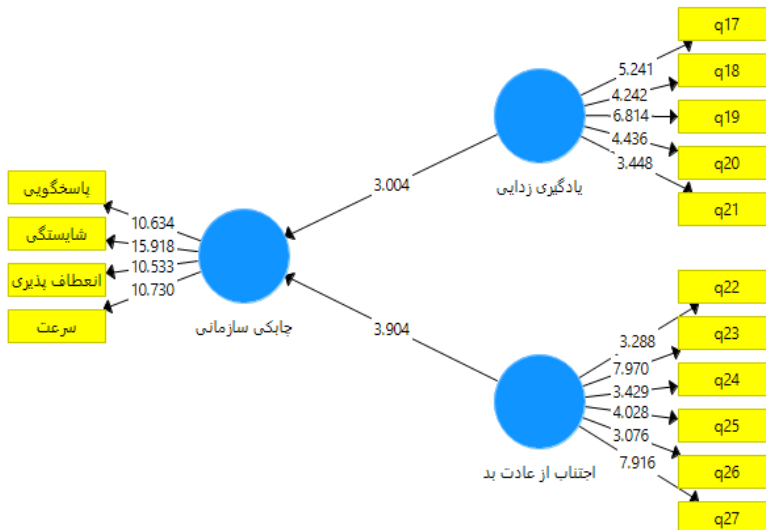 q17
5.241
q18
4.242
q19
6.814
q20
4.436
q21
3.448
یادگیری زدایی
3.004
پاسخگویی
10.634
شایستگی
15.918
انعطاف پذیری
10.533
سرعت
10.730
چابکی سازمانی
3.904
q22
3.288
q23
7.970
q24
3.429
q25
4.028
q26
3.076
q27
7.916
اجتناب از عادت بد